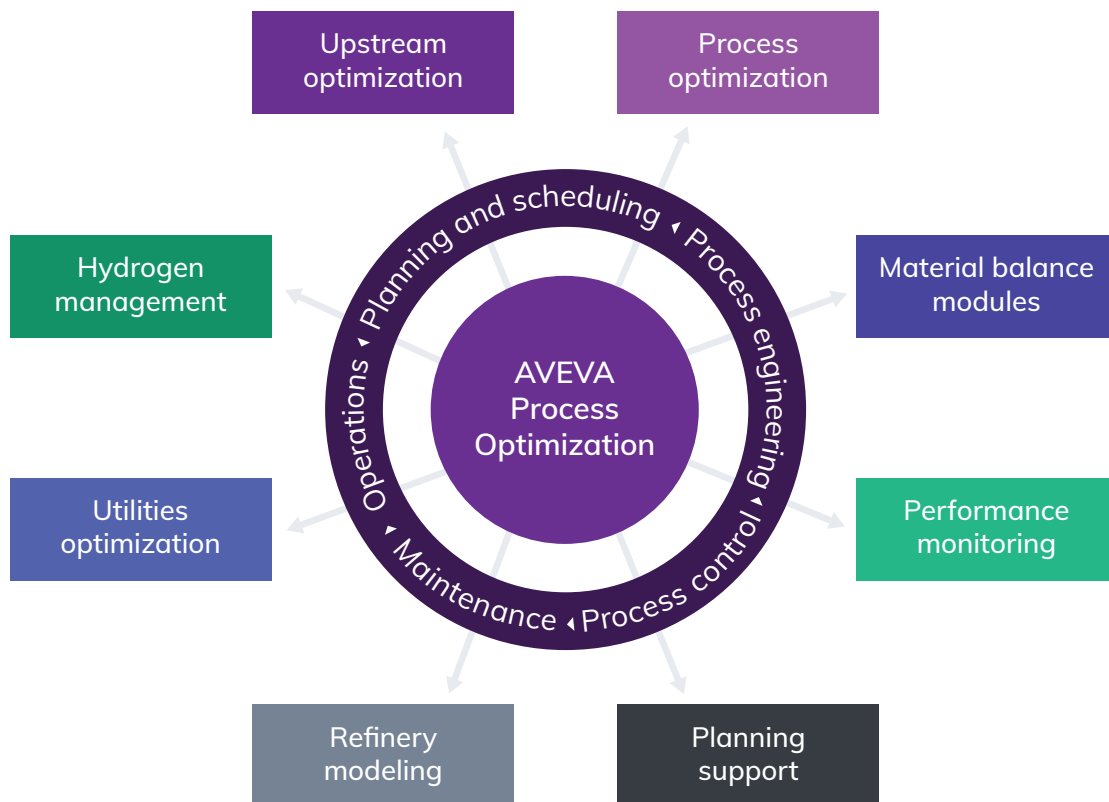 Upstream
optimization
Process
optimization
Planning and scheduling
Process engineering
Process control
Maintenance
Operations
Hydrogen
management
Material balance
modules
AVEVA
Process
Optimization
Utilities
optimization
Performance
monitoring
Refinery
modeling
Planning
support